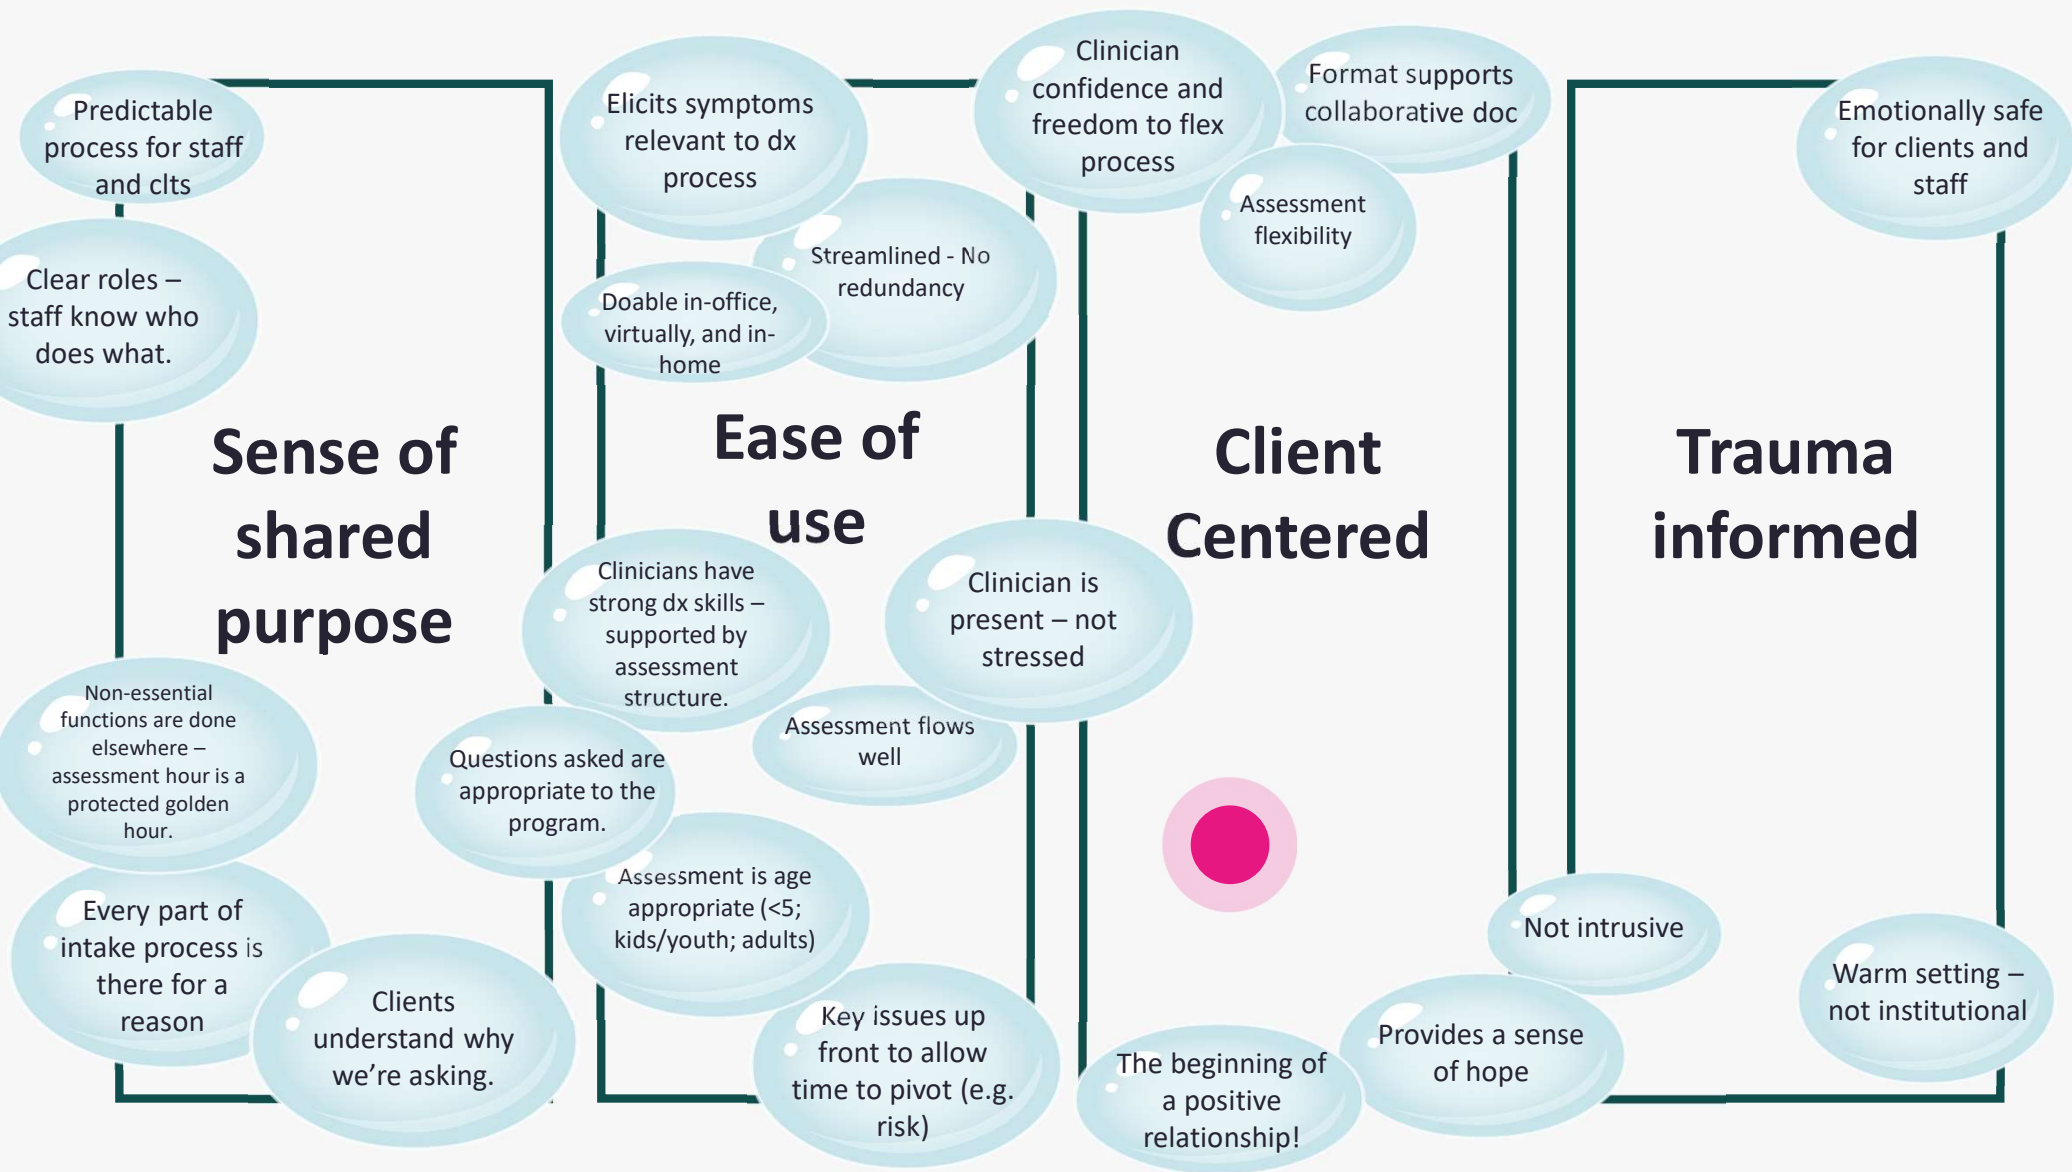 Predictable
process for staff
and clts
Clear roles –
staff know who
does what.
Sense of
shared
purpose
Non-essential
functions are done
elsewhere –
assessment hour is a
protected golden
hour.
Every part of
intake process is
there for a
reason
Clients
understand why
we're asking.
Elicits symptoms
relevant to dx
process
Streamlined - No
redundancy
Doable in-office,
virtually, and in-
home
Ease of
use
Clinicians have
strong dx skills –
supported by
assessment
structure.
Clinician is
present – not
stressed
Assessment flows
well
Questions asked are
appropriate to the
program.
Assessment is age
appropriate (<5;
kids/youth; adults)
Key issues up
front to allow
time to pivot (e.g.
risk)
Clinician
confidence and
freedom to flex
process
Format supports
collaborative doc
Assessment
flexibility
Client
Centered
The beginning of
a positive
relationship!
Provides a sense
of hope
Not intrusive
Emotionally safe
for clients and
staff
Trauma
informed
Warm setting –
not institutional